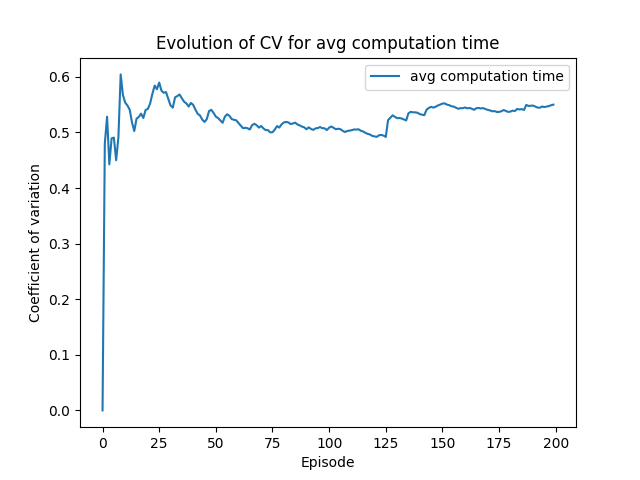 Evolution of CV for avg computation time
avg computation time
Coefficient of variation
0.6
0.5
0.4
0.3
0.2
0.1
0.0
0 25 50 75 100 125 150 175 200
Episode